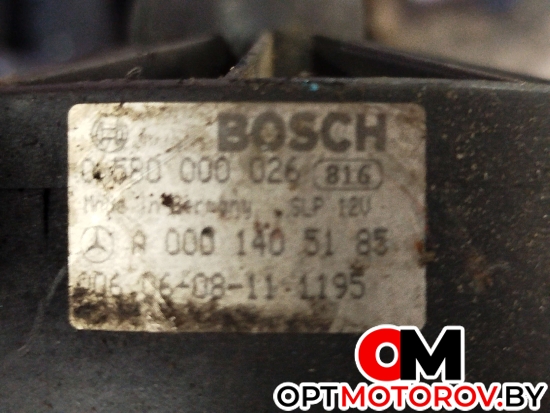 BOSCH
0 580 000 026 816
Made in Germany SLP 12V
A 000 140 51 85
006 06-08-11-1195
OM
OPTMOTOROV.BY